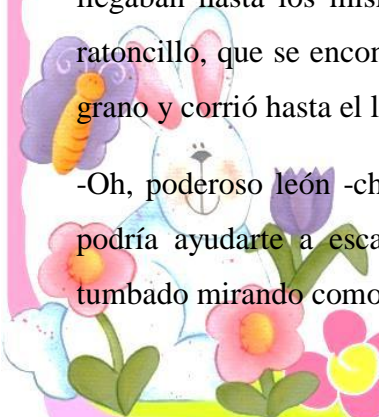 llegaban hasta los mism
ratoncillo, que se encon
grano y corrió hasta el l
-Oh, poderoso león -ch
podría ayudarte a esca
tumbado mirando como